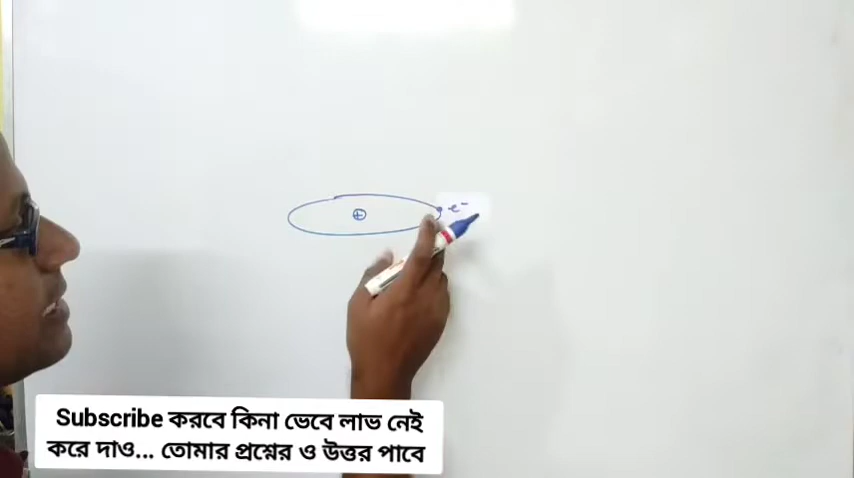 ⊕
e⁻
Subscribe করবে কিনা ভেবে লাভ নেই
করে দাও... তোমার প্রশ্নের ও উত্তর পাবে